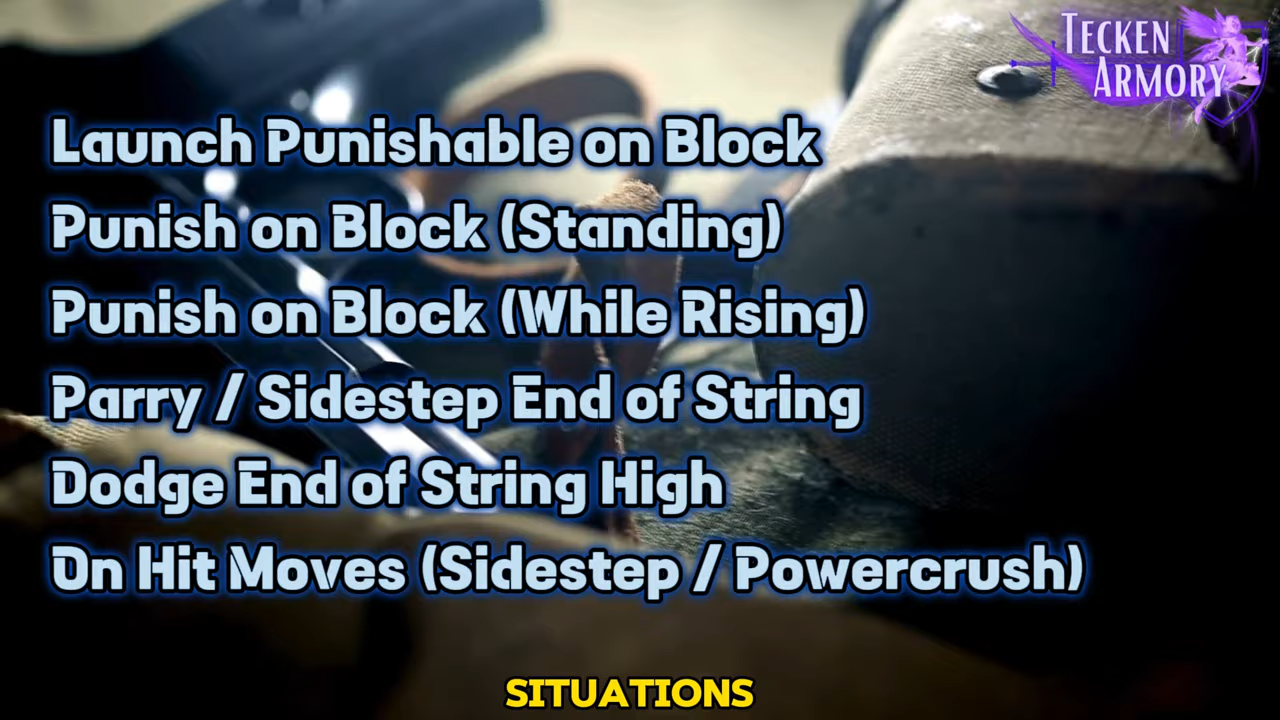 Tecken
Armory
Launch Punishable on Block
Punish on Block (Standing)
Punish on Block (While Rising)
Parry / Sidestep End of String
Dodge End of String High
On Hit Moves (Sidestep / Powercrush)
SITUATIONS